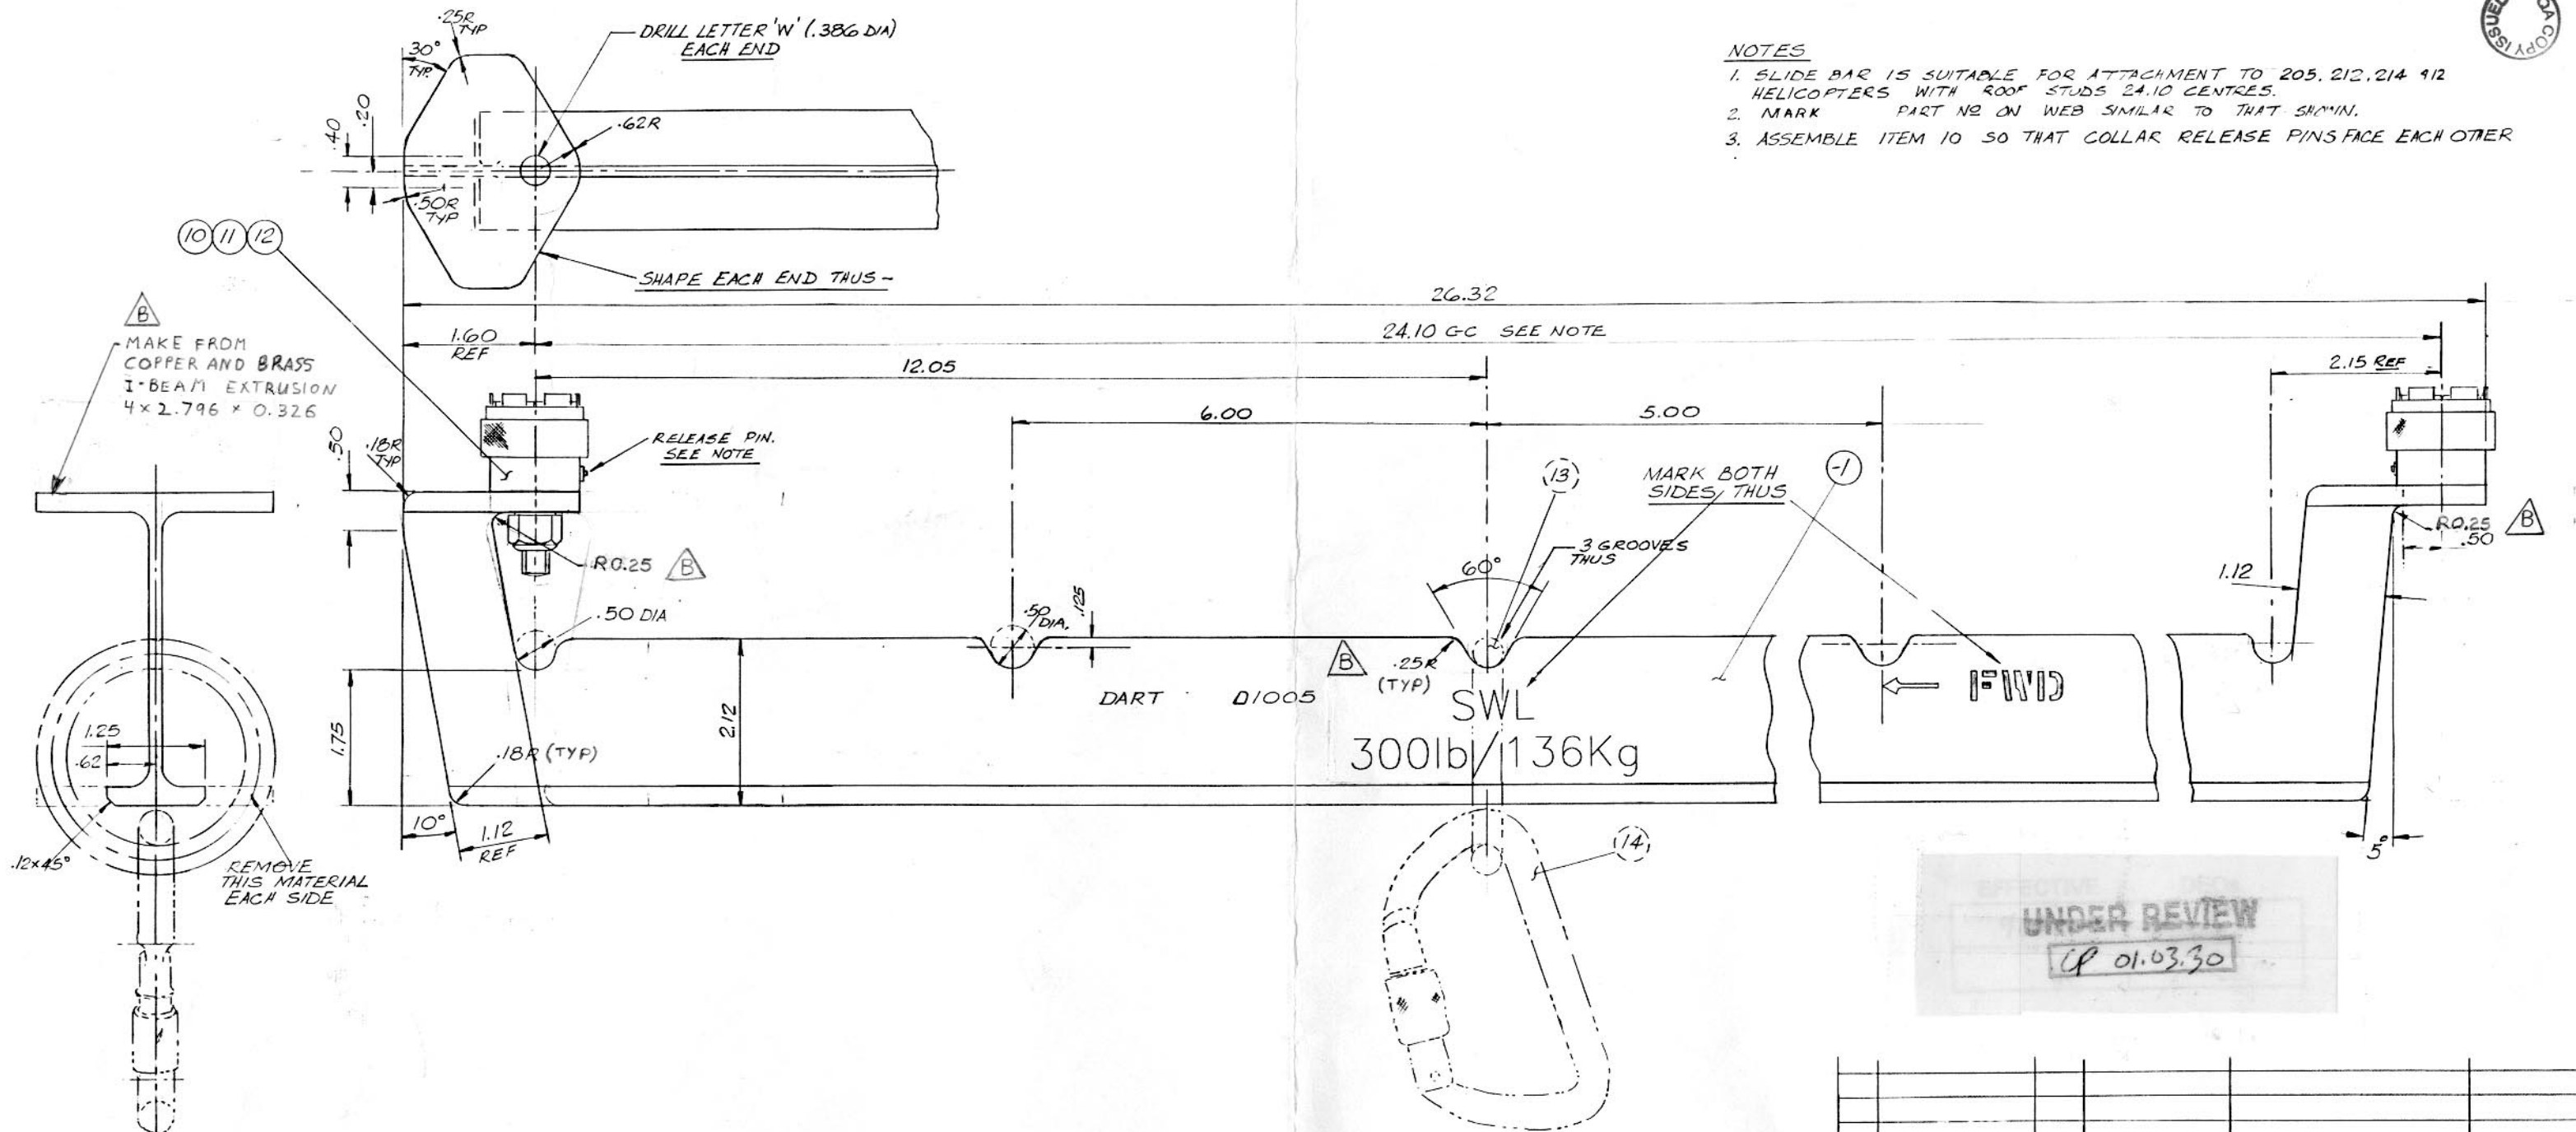 .25R
TYP
30°
TYP.
DRILL LETTER 'W' (.386 DIA)
EACH END
.40
.20
.62R
.50R
TYP
SHAPE EACH END THUS -
NOTES
1. SLIDE BAR IS SUITABLE FOR ATTACHMENT TO 205, 212, 214 412
HELICOPTERS WITH ROOF STUDS 24.10 CENTRES.
2. MARK PART NO ON WEB SIMILAR TO THAT SHOWN.
3. ASSEMBLE ITEM 10 SO THAT COLLAR RELEASE PINS FACE EACH OTHER
COPY ISSUED
10 11 12
B
MAKE FROM
COPPER AND BRASS
I-BEAM EXTRUSION
4 x 2.796 x 0.326
26.32
1.60
REF
24.10 GC SEE NOTE
12.05
2.15 REF
6.00
5.00
.50
.18R
TYP
RELEASE PIN.
SEE NOTE
13
MARK BOTH
SIDES, THUS
-1
R0.25 B
3 GROOVES
THUS
60°
R0.25 B
.50
1.12
.50 DIA
.50
DIA.
.125
B
.25R
(TYP)
DART D1005
SWL
300lb/136Kg
FWD
1.25
.62
1.75
2.12
.18R (TYP)
10°
1.12
REF
5°
.12x45°
REMOVE
THIS MATERIAL
EACH SIDE
14
EFFECTIVE
UNDER REVIEW
CP 01.03.30